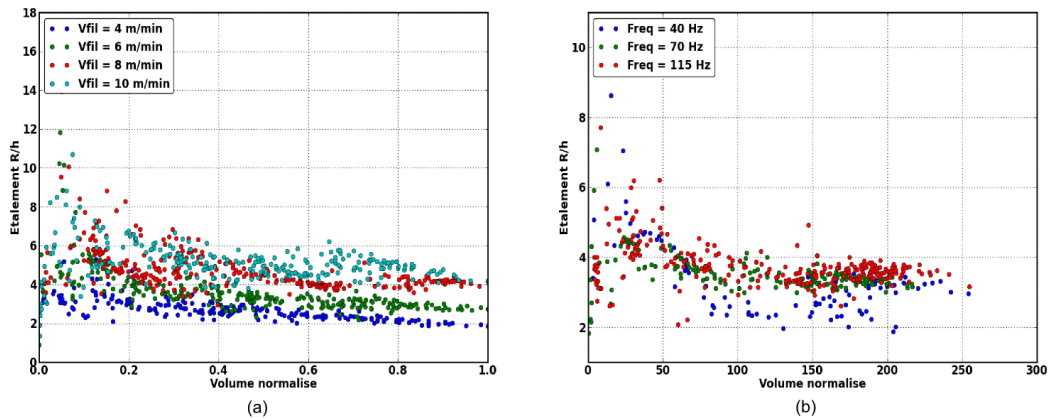 18
16
14
12
10
8
6
4
2
0
Etalement R/h
Vfil = 4 m/min
Vfil = 6 m/min
Vfil = 8 m/min
Vfil = 10 m/min
0.0 0.2 0.4 0.6 0.8 1.0
Volume normalise
(a)
10
8
6
4
2
Etalement R/h
Freq = 40 Hz
Freq = 70 Hz
Freq = 115 Hz
0 50 100 150 200 250 300
Volume normalise
(b)